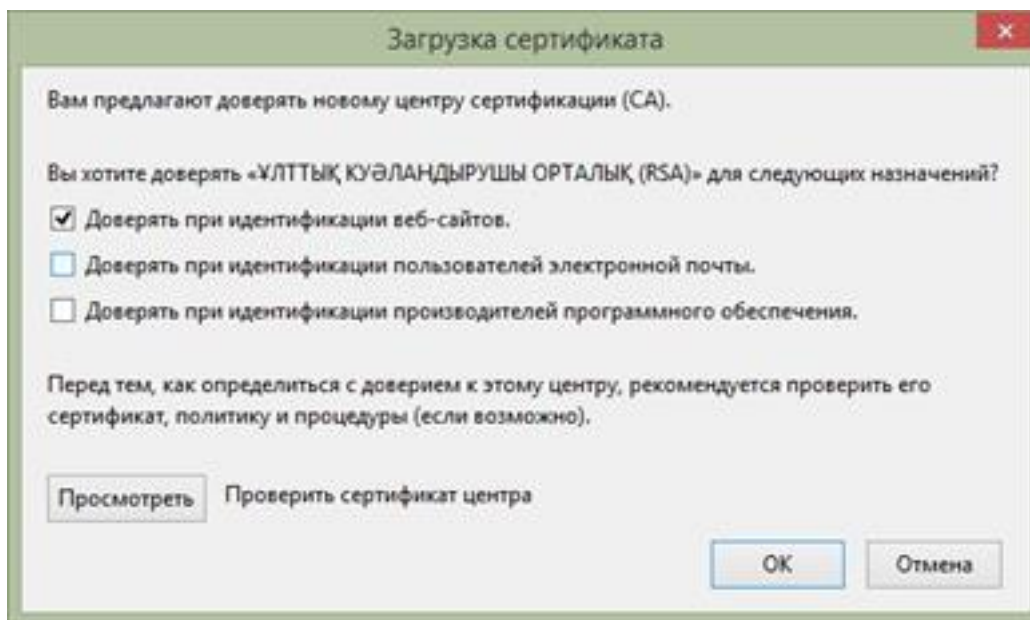 Загрузка сертификата
Вам предлагают доверять новому центру сертификации (CA).
Вы хотите доверять «ҰЛТТЫҚ КУӘЛАНДЫРУШЫ ОРТАЛЫҚ (RSA)» для следующих назначений?
Доверять при идентификации веб-сайтов.
Доверять при идентификации пользователей электронной почты.
Доверять при идентификации производителей программного обеспечения.
Перед тем, как определиться с доверием к этому центру, рекомендуется проверить его
сертификат, политику и процедуры (если возможно).
Просмотреть Проверить сертификат центра
ОК Отмена